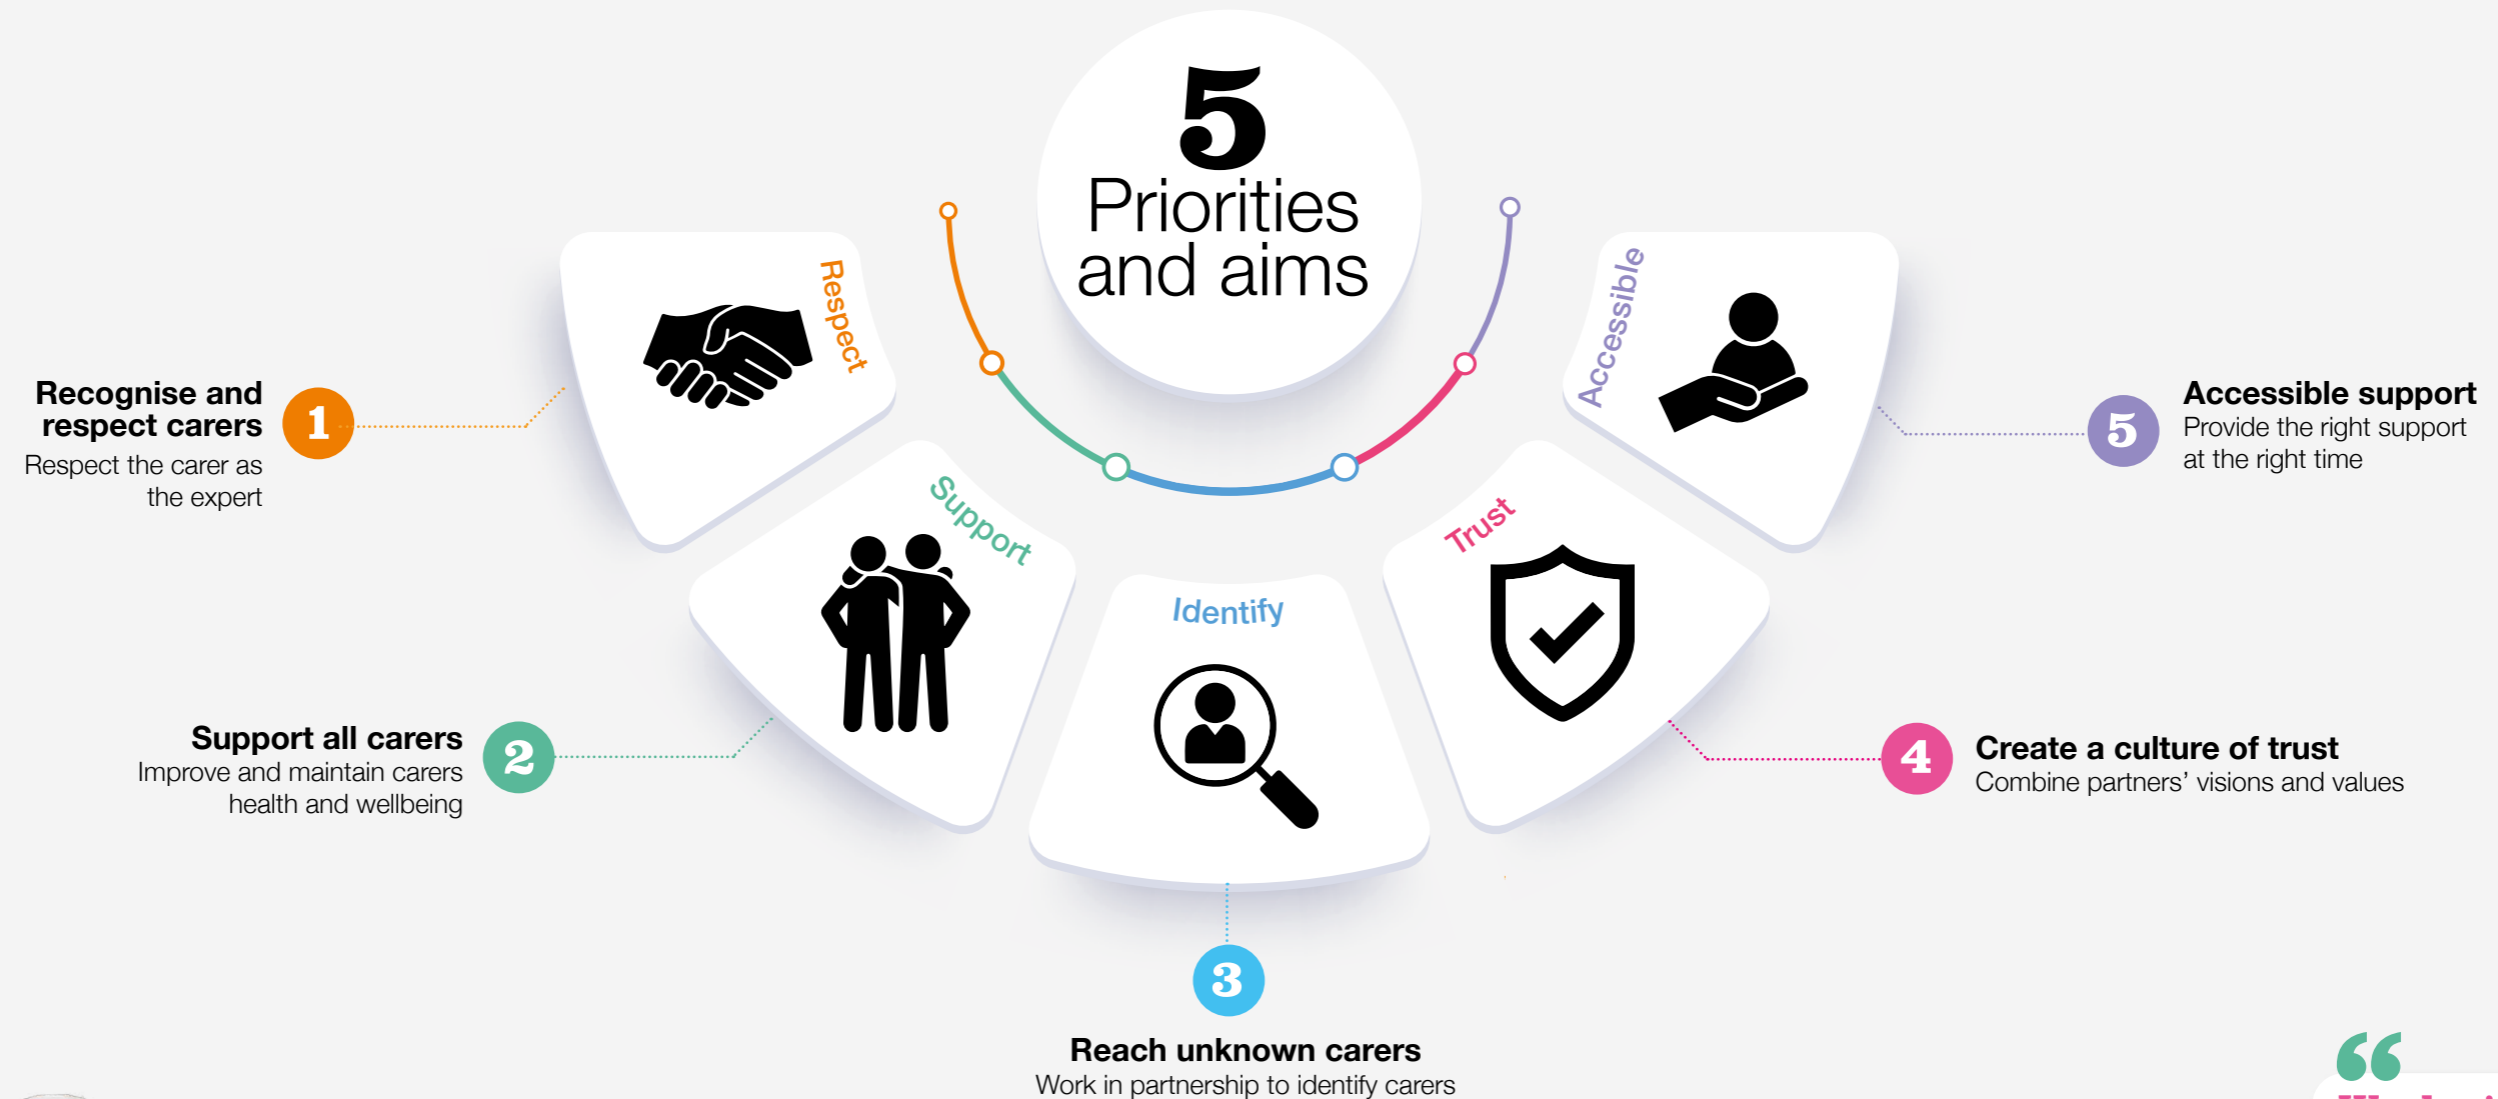 5
Priorities
and aims
Respect
Support
Identify
Trust
Accessible
1
Recognise and
respect carers
Respect the carer as
the expert
2
Support all carers
Improve and maintain carers
health and wellbeing
3
Reach unknown carers
Work in partnership to identify carers
4
Create a culture of trust
Combine partners’ visions and values
5
Accessible support
Provide the right support
at the right time
“